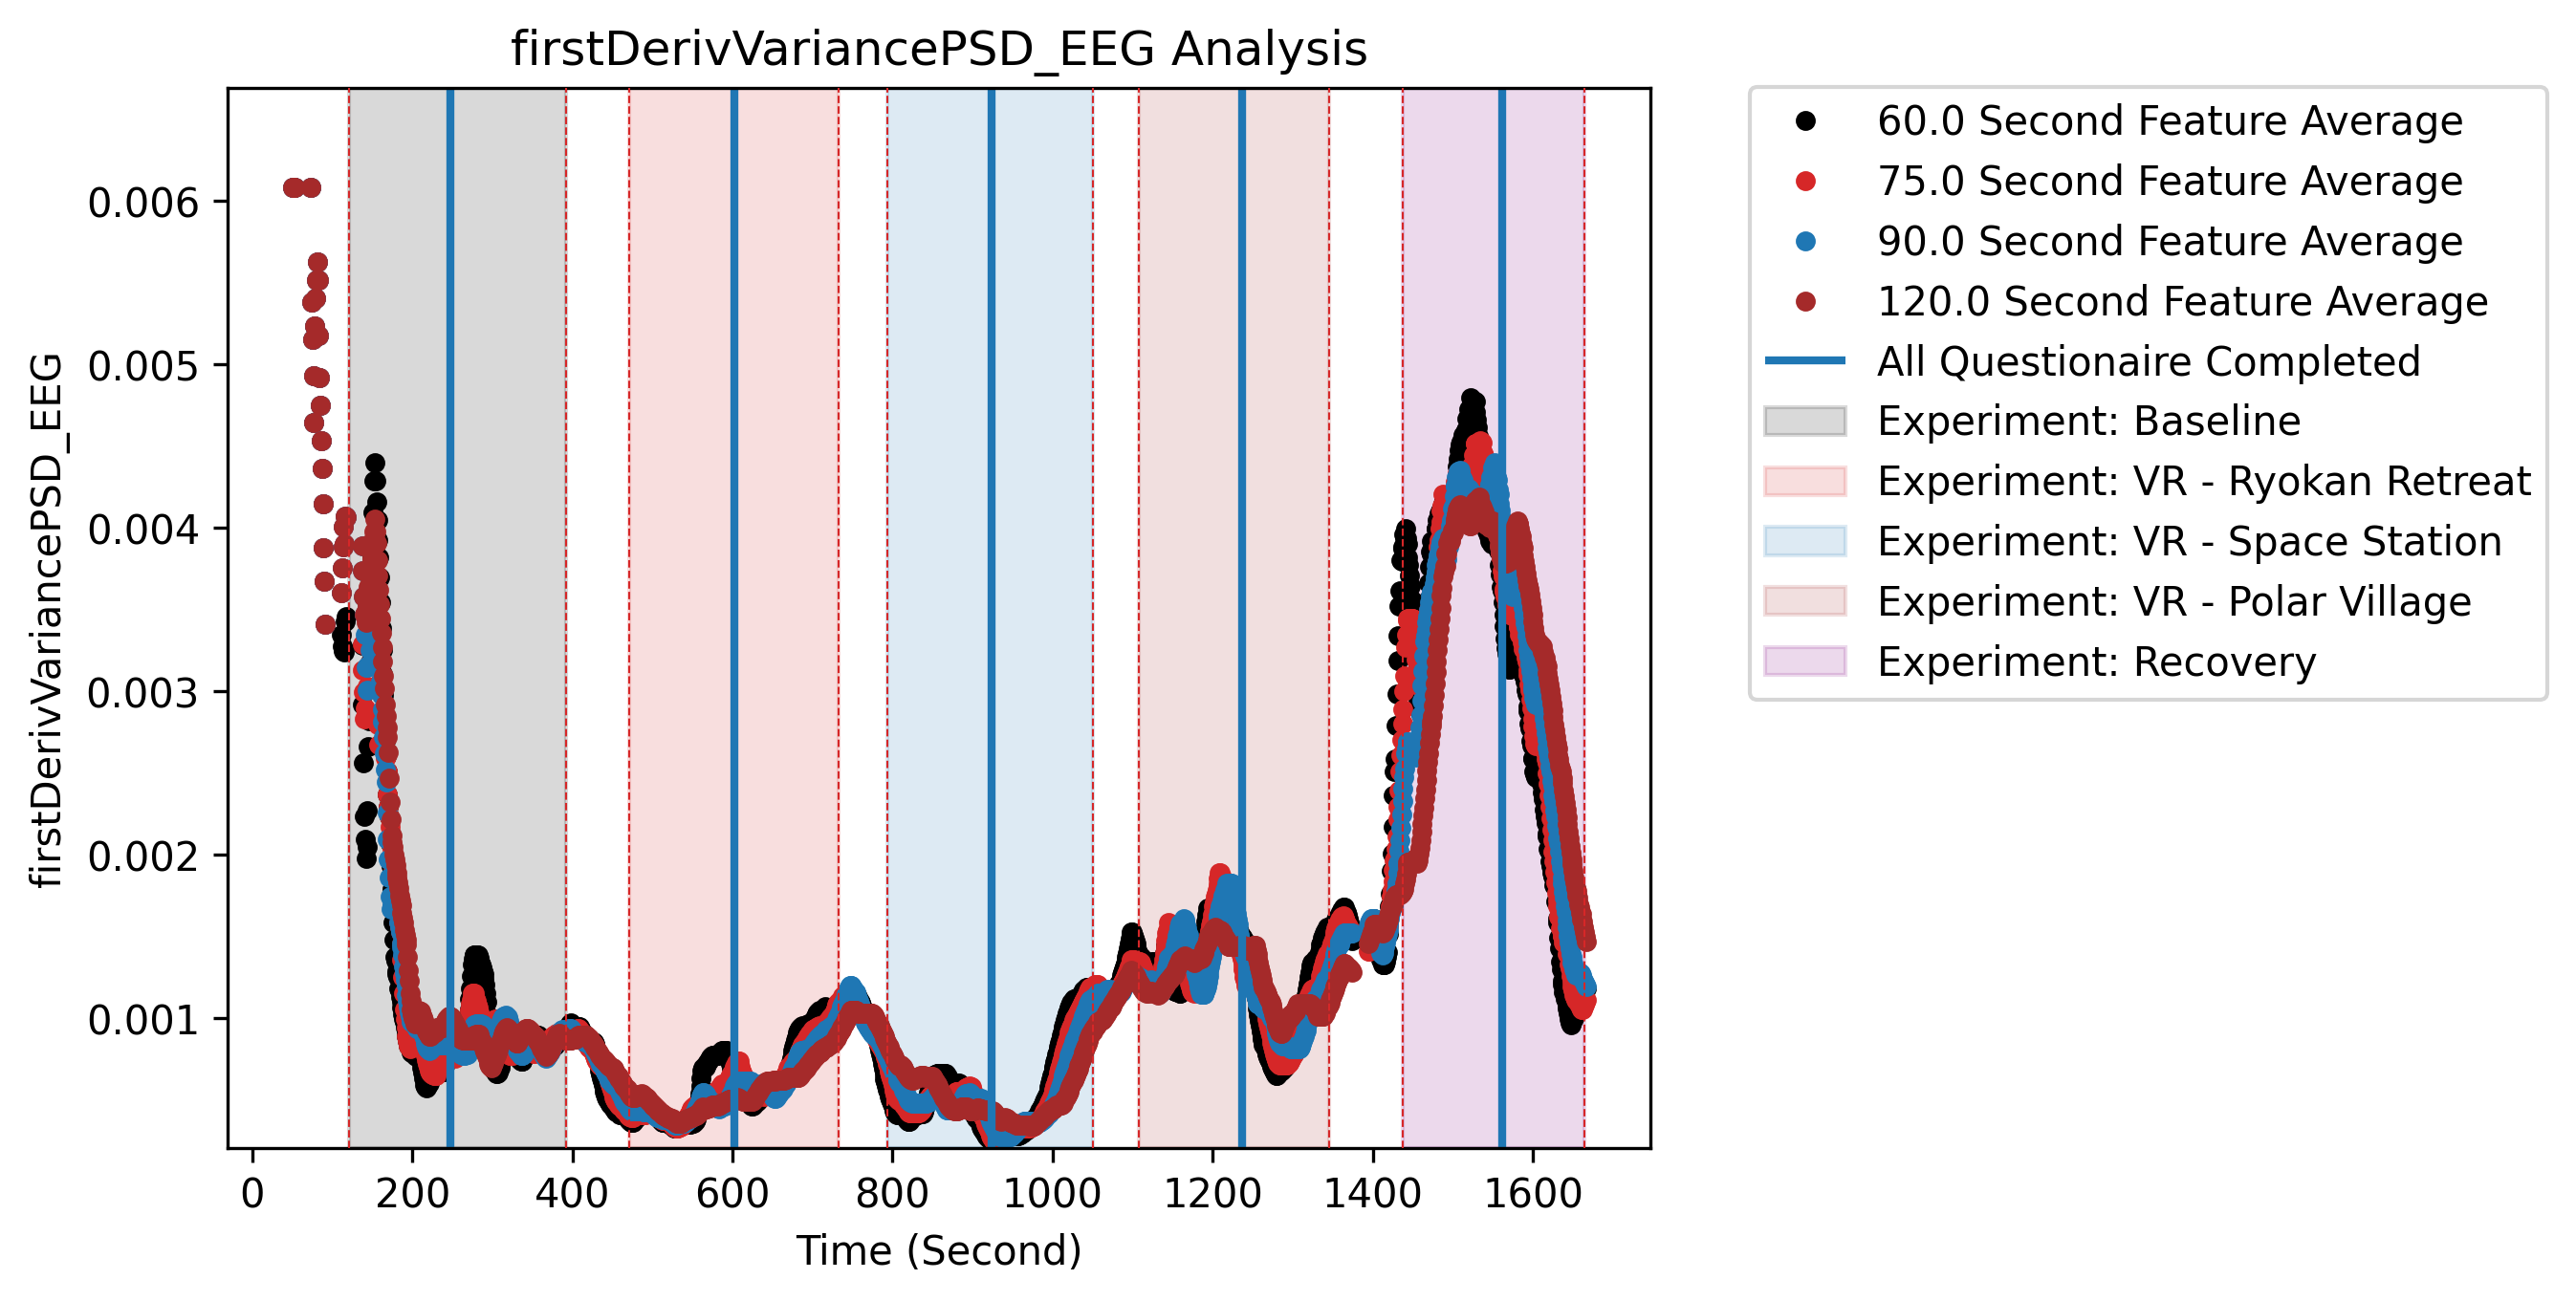 firstDerivVariancePSD_EEG Analysis
firstDerivVariancePSD_EEG
0.006
0.005
0.004
0.003
0.002
0.001
0 200 400 600 800 1000 1200 1400 1600
Time (Second)
60.0 Second Feature Average
75.0 Second Feature Average
90.0 Second Feature Average
120.0 Second Feature Average
All Questionaire Completed
Experiment: Baseline
Experiment: VR - Ryokan Retreat
Experiment: VR - Space Station
Experiment: VR - Polar Village
Experiment: Recovery